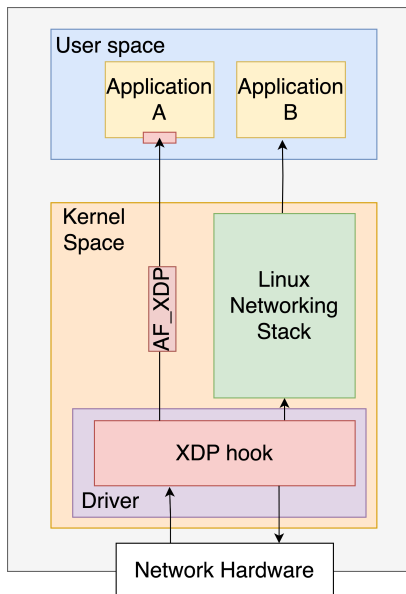 User space
Application
A
Application
B
Kernel
Space
AF_XDP
Linux
Networking
Stack
XDP hook
Driver
Network Hardware